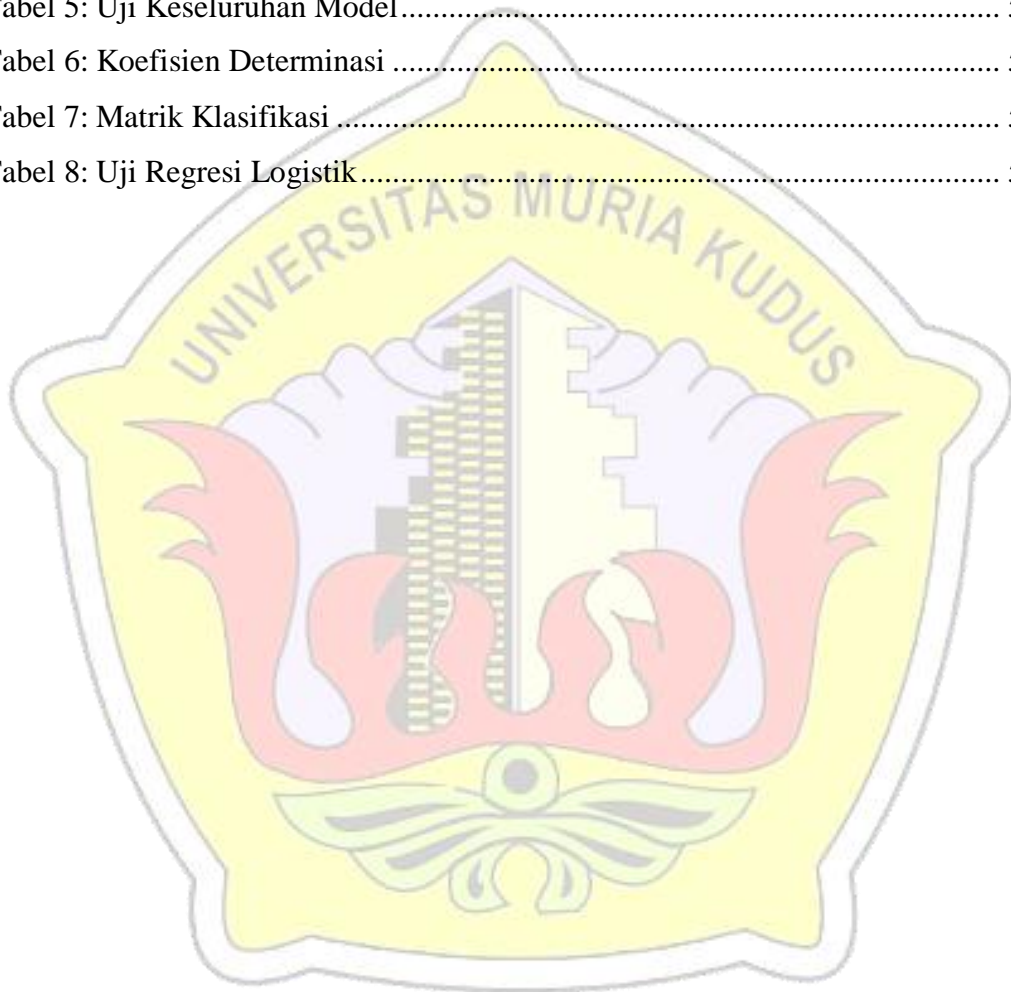 Tabel 5: Uji Keseluruhan Model
Tabel 6: Koefisien Determinasi
Tabel 7: Matrik Klasifikasi
Tabel 8: Uji Regresi Logistik
UNIVERSITAS MURIA KUDUS